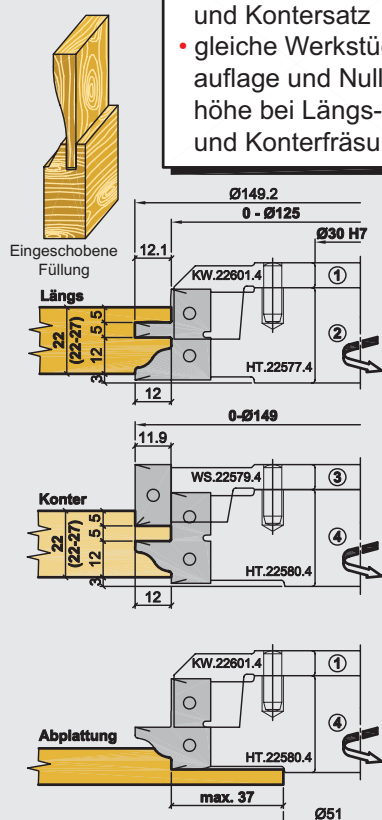 und Kontersatz
• gleiche Werkstü
auflage und Null
höhe bei Längs-
und Konterfräsu
Eingeschobene
Füllung
Ø149.2
0 - Ø125
12.1
Ø30 H7
KW.22601.4
1
Längs
5
5
22
(22-27)
12
3
2
HT.22577.4
12
0-Ø149
11.9
WS.22579.4
3
Konter
5
5
22
(22-27)
12
3
4
HT.22580.4
12
KW.22601.4
1
Abplattung
4
HT.22580.4
max. 37
Ø51